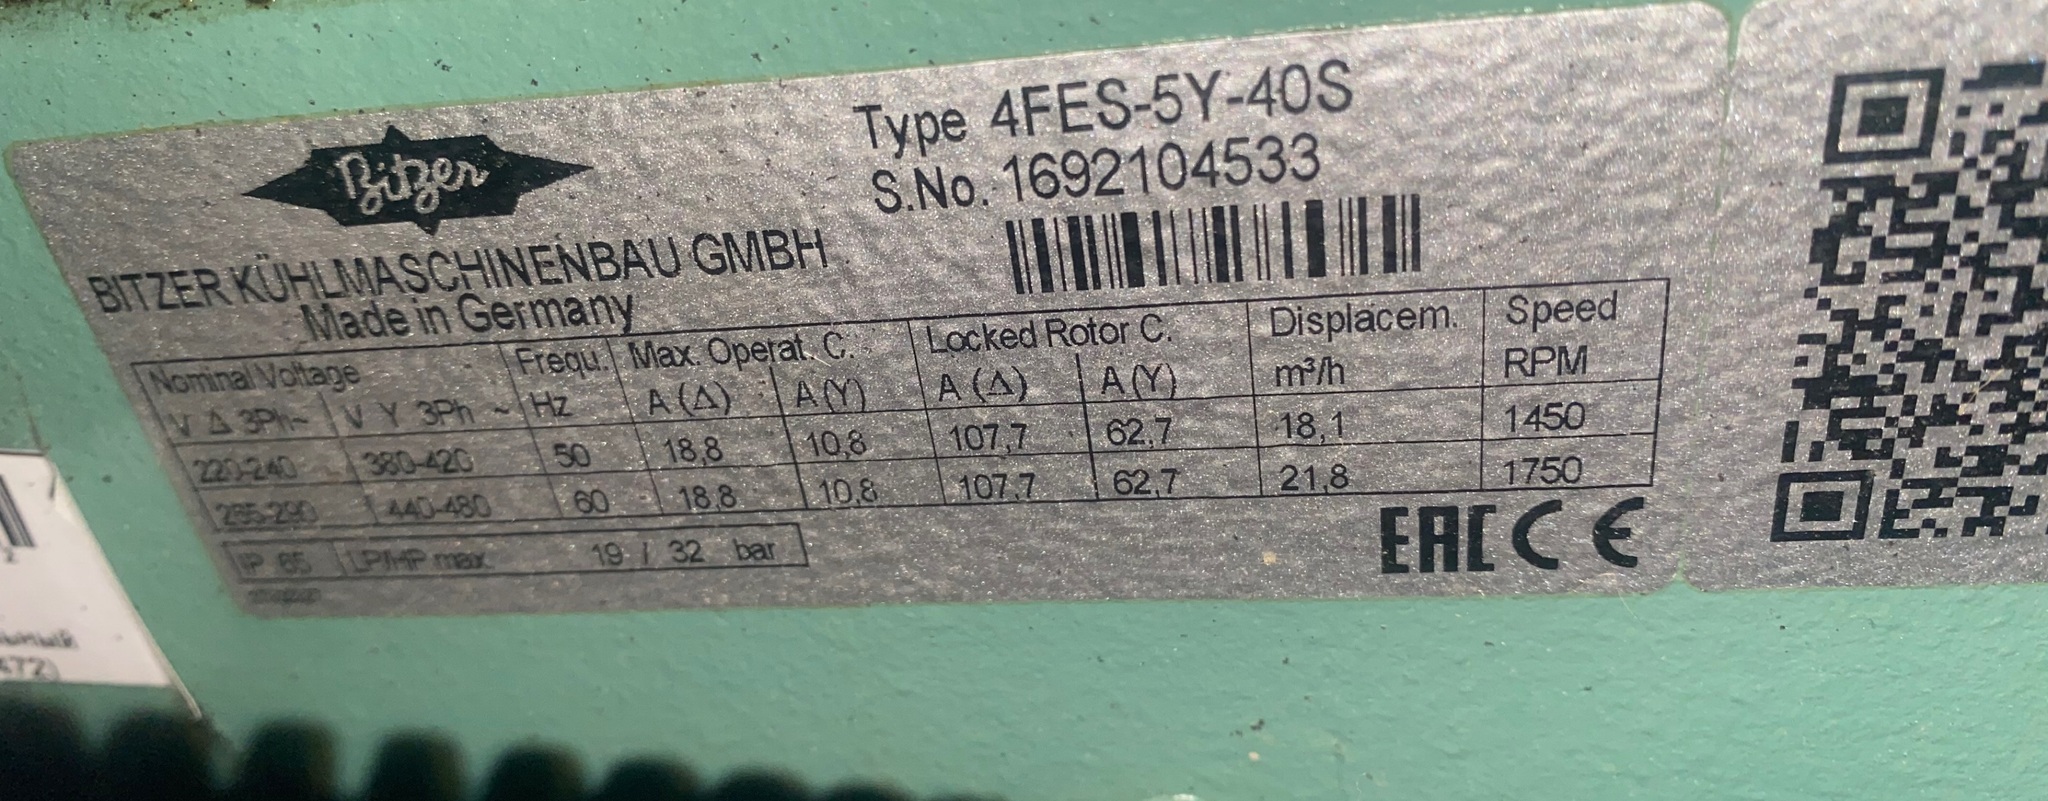 Bitzer
Type 4FES-5Y-40S
S.No. 1692104533
BITZER KÜHLMASCHINENBAU GMBH
Made in Germany
Nominal Voltage Frequ. Max. Operat. C. Locked Rotor C. Displacem. Speed
V Δ 3Ph~ V Y 3Ph ~ Hz A (Δ) A (Y) A (Δ) A (Y) m³/h RPM
220-240 380-420 50 18,8 10,8 107,7 62,7 18,1 1450
265-290 440-480 60 18,8 10,8 107,7 62,7 21,8 1750
IP 65 LP/HP max. 19 / 32 bar
EAC CE